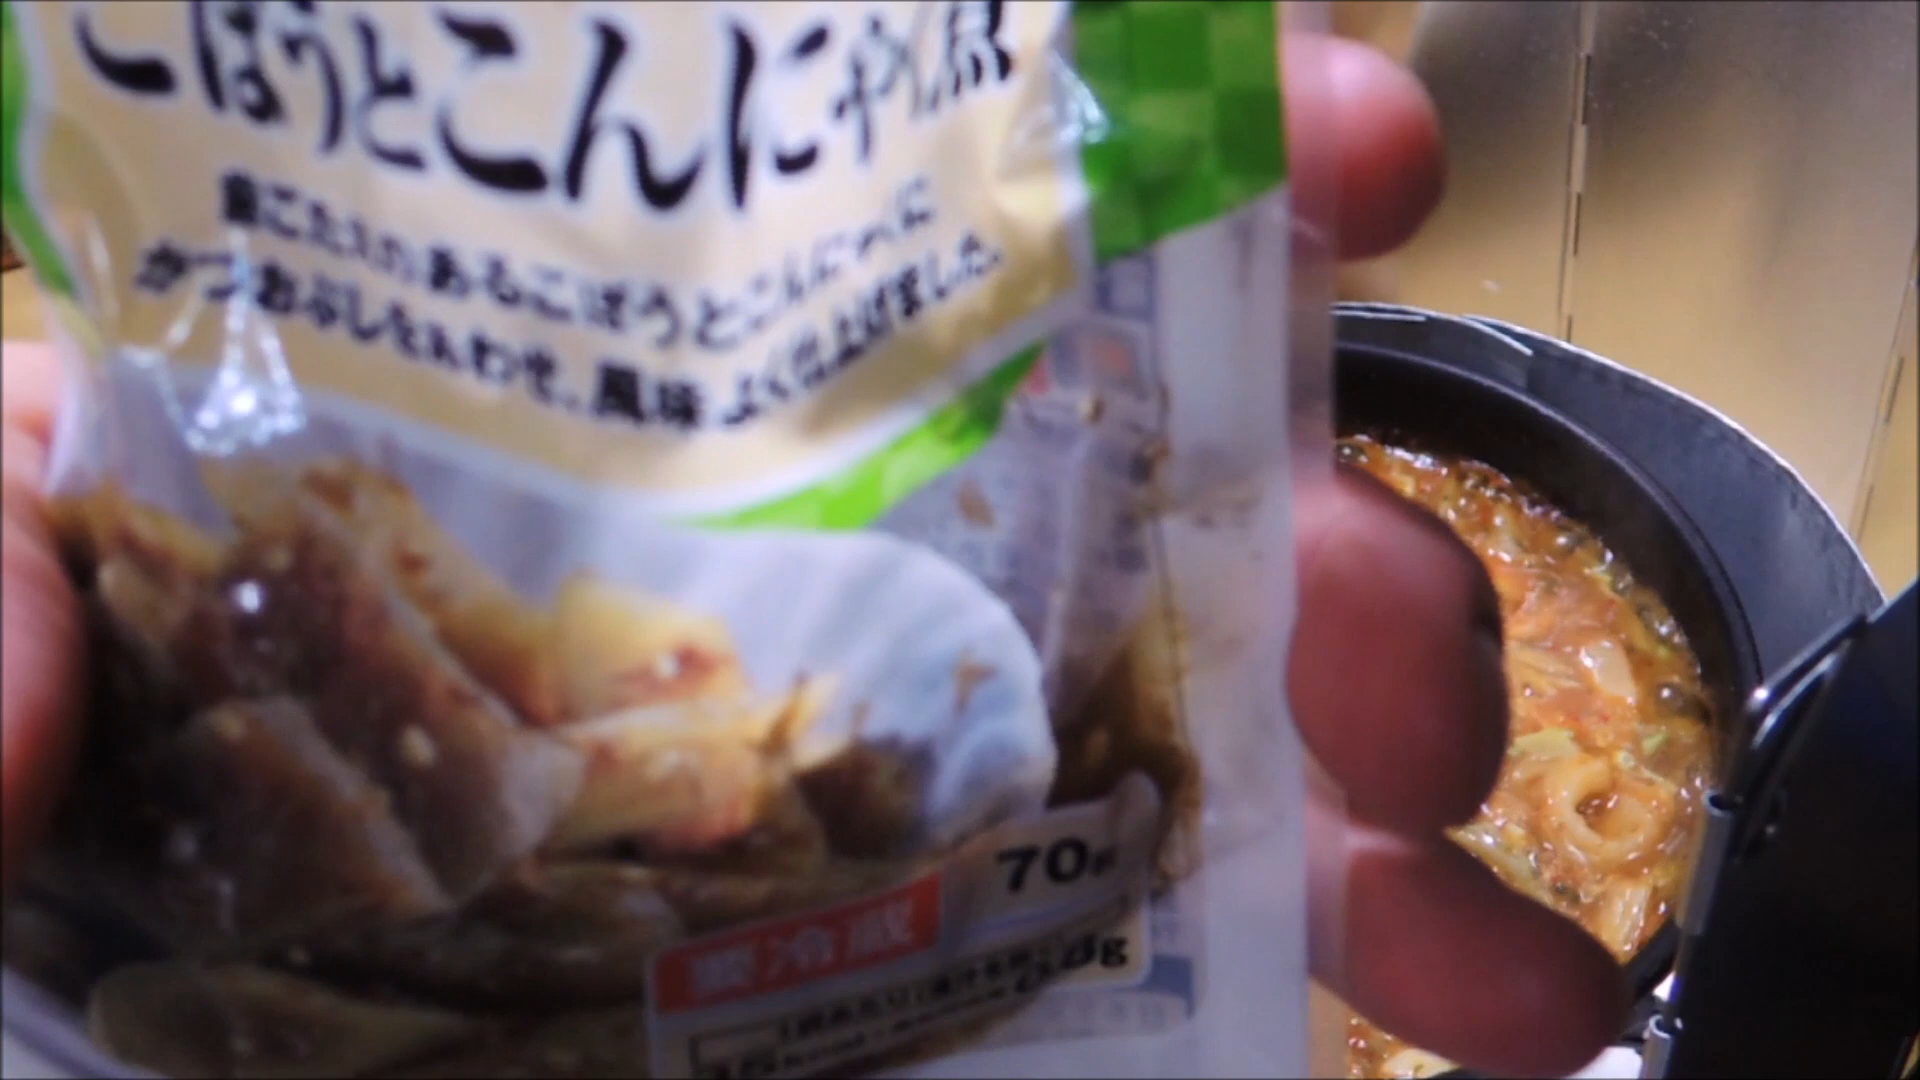 ごぼうとこんにゃく煮
歯ごたえのあるごぼうとこんにゃくに
かつおぶしをあわせ、風味よく仕上げました。
70g
要冷蔵